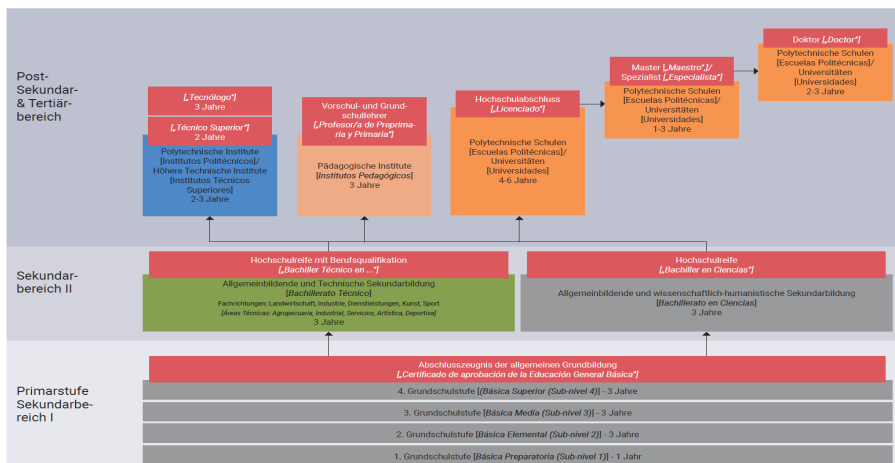 Post-
Sekundar-
& Tertiär-
bereich
[„Tecnólogo"]
3 Jahre
[„Técnico Superior"]
2 Jahre
Polytechnische Institute
[Institutos Politécnicos]/
Höhere Technische Institute
[Institutos Técnicos
Superiores]
2-3 Jahre
Vorschul- und Grund-
schullehrer
[„Profesor/a de Preprima-
ria y Primaria"]
Pädagogische Institute
[Institutos Pedagógicos]
3 Jahre
Hochschulabschluss
[„Licenciado"]
Polytechnische Schulen
[Escuelas Politécnicas]/
Universitäten
[Universidades]
4-6 Jahre
Master [„Maestro",]/
Spezialist [„Especialista"]
Polytechnische Schulen
[Escuelas Politécnicas]/
Universitäten
[Universidades]
1-3 Jahre
Doktor [„Doctor"]
Polytechnische Schulen
[Escuelas Politécnicas]/
Universitäten
[Universidades]
2-3 Jahre
Sekundar-
bereich II
Hochschulreife mit Berufsqualifikation
[„Bachiller Técnico en ..."]
Allgemeinbildende und Technische Sekundarbildung
[Bachillerato Técnico]
Fachrichtungen: Landwirtschaft, Industrie, Dienstleistungen, Kunst, Sport
[Áreas Técnicas: Agropecuaria, Industrial, Servicios, Artística, Deportiva]
3 Jahre
Hochschulreife
[„Bachiller en Ciencias"]
Allgemeinbildende und wissenschaftlich-humanistische Sekundarbildung
[Bachillerato en Ciencias]
3 Jahre
Primarstufe
Sekundarbe-
reich I
Abschlusszeugnis der allgemeinen Grundbildung
[„Certificado de aprobación de la Educación General Básica"]
4. Grundschulstufe [(Básica Superior (Sub-nivel 4)] - 3 Jahre
3. Grundschulstufe [Básica Media (Sub-nivel 3)] - 3 Jahre
2. Grundschulstufe [Básica Elemental (Sub-nivel 2)] - 3 Jahre
1. Grundschulstufe [Básica Preparatoria (Sub-nivel 1)] - 1 Jahr